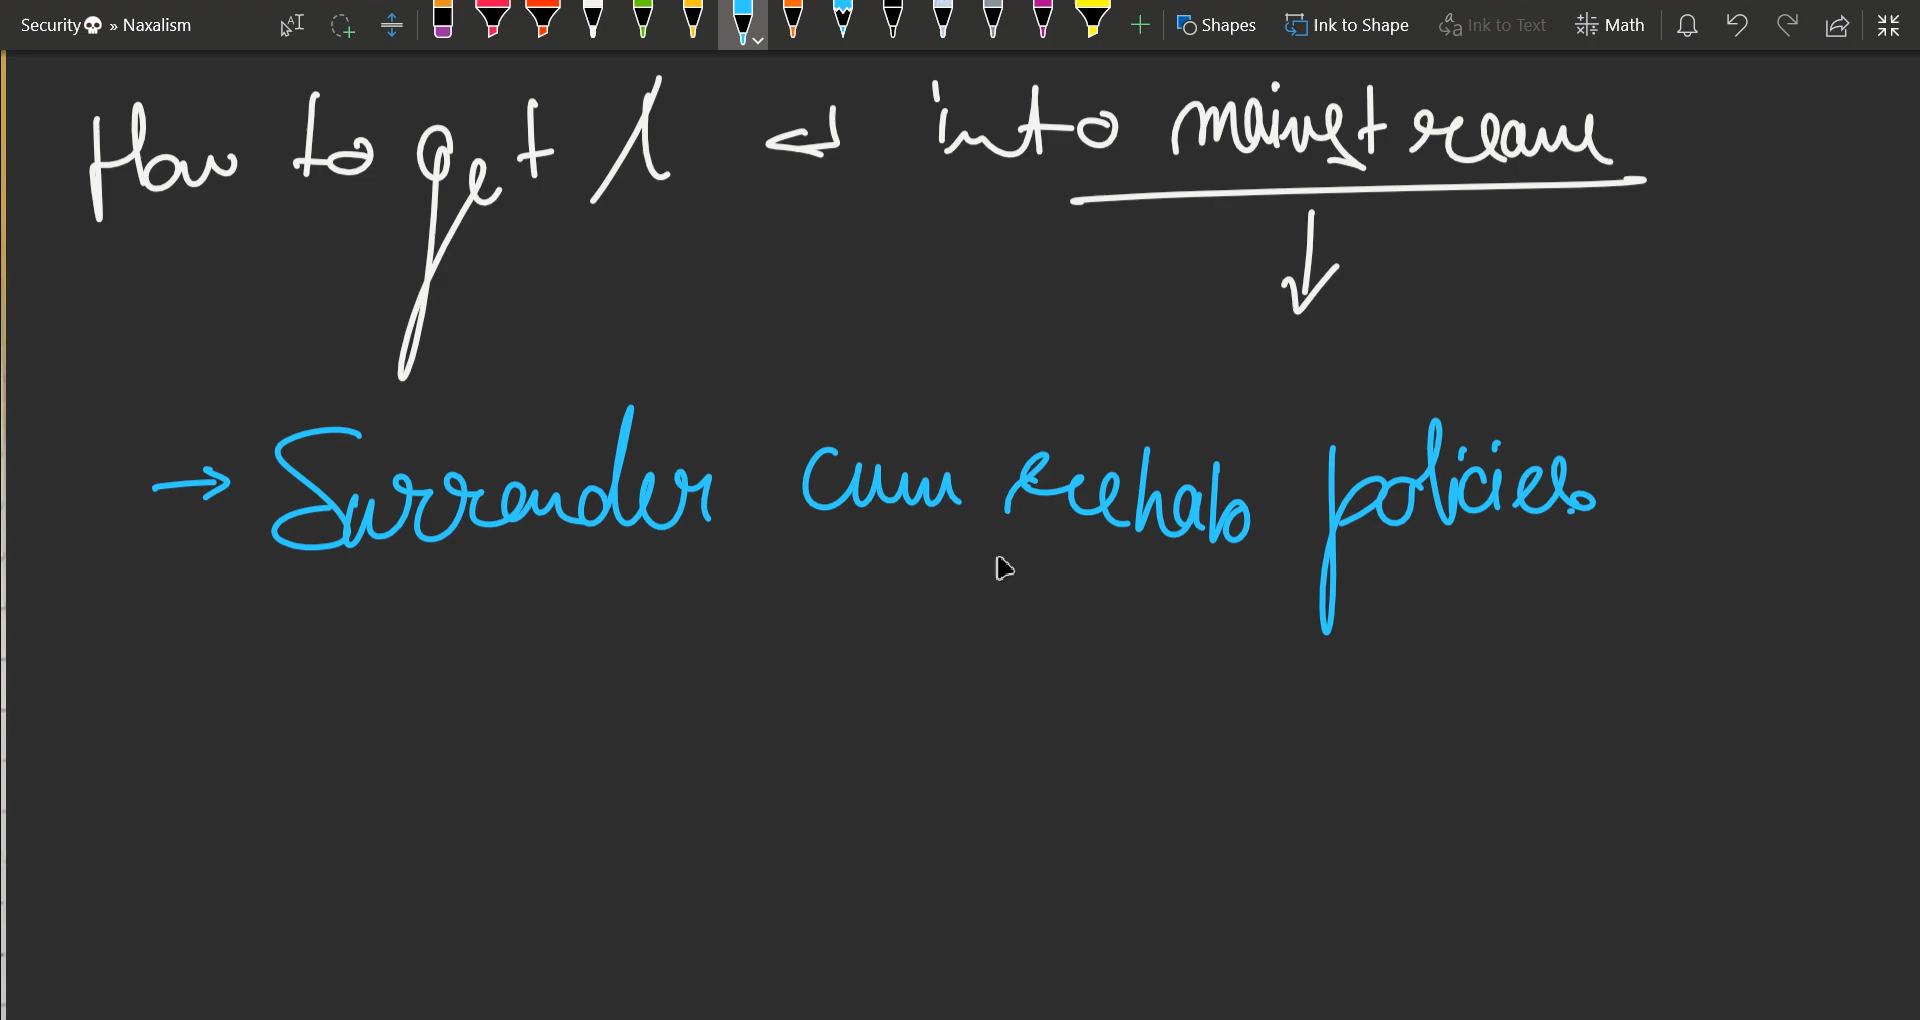 Security💀 » Naxalism Shapes Ink to Shape Ink to Text Math
How to get into mainstream
→ Surrender cum rehab policies